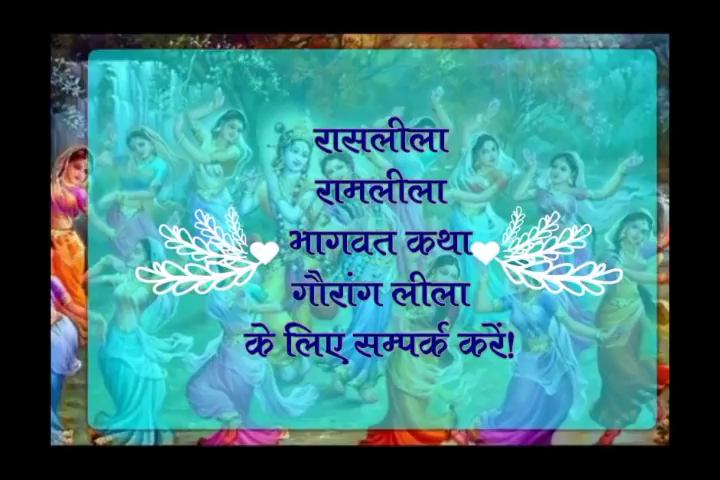 रासलीला
रामलीला
भागवत कथा
गौरांग लीला
के लिए सम्पर्क करें!